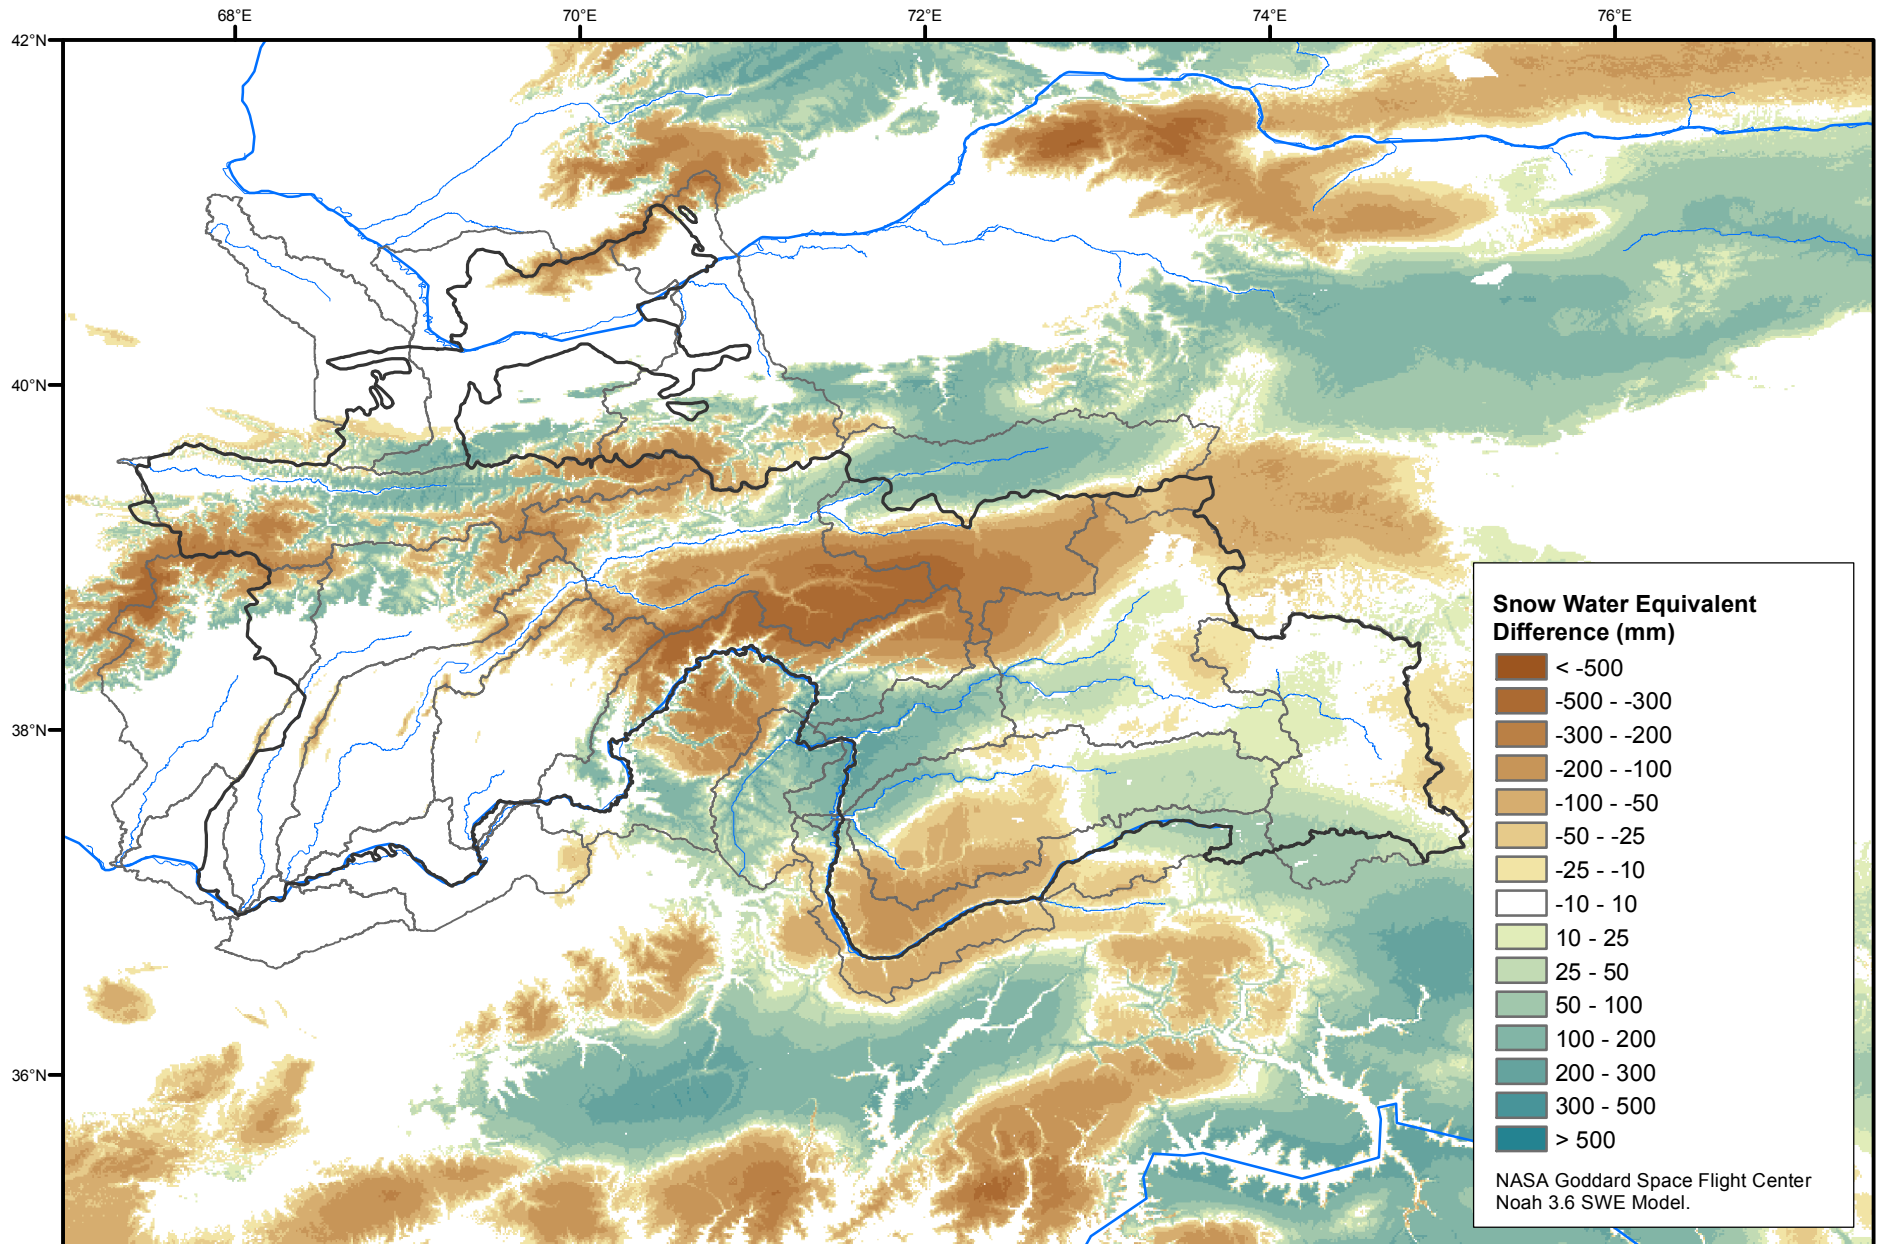 68°E 70°E 72°E 74°E 76°E
42°N
40°N
38°N
36°N
Snow Water Equivalent
Difference (mm)
< -500
-500 - -300
-300 - -200
-200 - -100
-100 - -50
-50 - -25
-25 - -10
-10 - 10
10 - 25
25 - 50
50 - 100
100 - 200
200 - 300
300 - 500
> 500
NASA Goddard Space Flight Center
Noah 3.6 SWE Model.